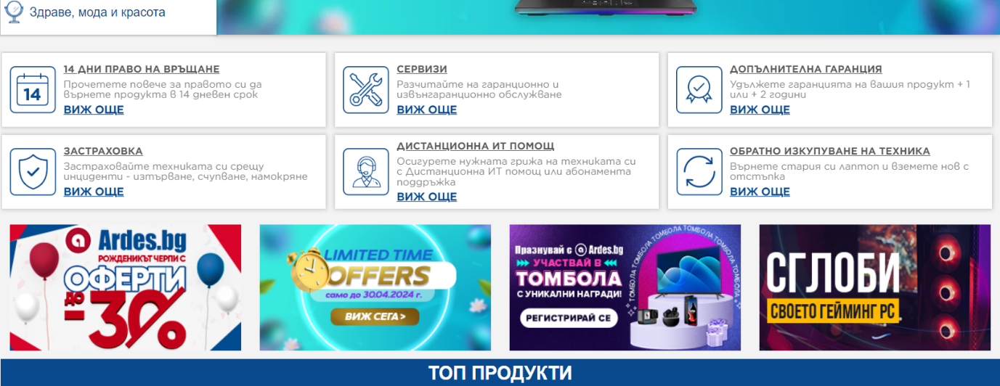 Здраве, мода и красота
14 ДНИ ПРАВО НА ВРЪЩАНЕ
14
Прочетете повече за правото си да
върнете продукта в 14 дневен срок
ВИЖ ОЩЕ
СЕРВИЗИ
Разчитайте на гаранционно и
извънгаранционно обслужване
ВИЖ ОЩЕ
ДОПЪЛНИТЕЛНА ГАРАНЦИЯ
Удължете гаранцията на вашия продукт + 1
или + 2 години
ВИЖ ОЩЕ
ЗАСТРАХОВКА
Застраховайте техниката си срещу
инциденти - изтърване, счупване, намокряне
ВИЖ ОЩЕ
ДИСТАНЦИОННА ИТ ПОМОЩ
Осигурете нужната грижа на техниката си
с Дистанционна ИТ помощ или абонамента
поддръжка
ВИЖ ОЩЕ
ОБРАТНО ИЗКУПУВАНЕ НА ТЕХНИКА
Върнете стария си лаптоп и вземете нов с
отстъпка
ВИЖ ОЩЕ
a Ardes.bg
РОЖДЕНИКЪТ ЧЕРПИ С
ОФЕРТИ
ДО
-30%
LIMITED TIME
OFFERS
само до 30.04.2024 г.
ВИЖ СЕГА >
Празнувай с a Ardes.bg
УЧАСТВАЙ В
ТОМБОЛА
С УНИКАЛНИ НАГРАДИ!
РЕГИСТРИРАЙ СЕ
ТОМБОЛА ТОМБОЛА ТОМБОЛА ТОМБОЛА ТОМБОЛА
СГЛОБИ
СВОЕТО ГЕЙМИНГ PC
ТОП ПРОДУКТИ